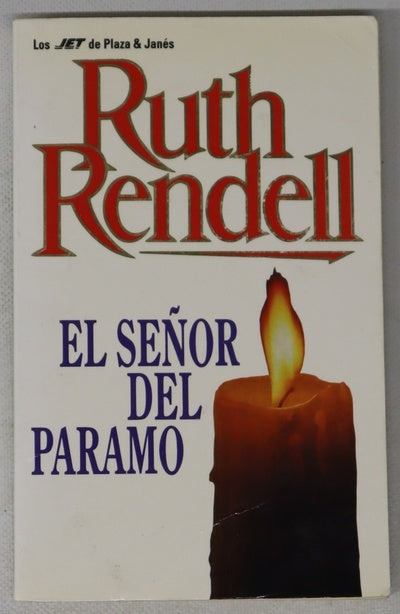 Los JET de Plaza & Janés
Ruth
Rendell
EL SEÑOR
DEL
PARAMO